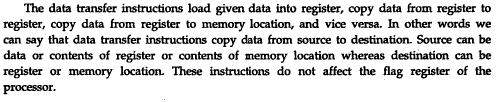 The data transfer instructions load given data into register, copy data from register to
register, copy data from register to memory location, and vice versa. In other words we
can say that data transfer instructions copy data from source to destination. Source can be
data or contents of register or contents of memory location whereas destination can be
register or memory location. These instructions do not affect the flag register of the
processor.